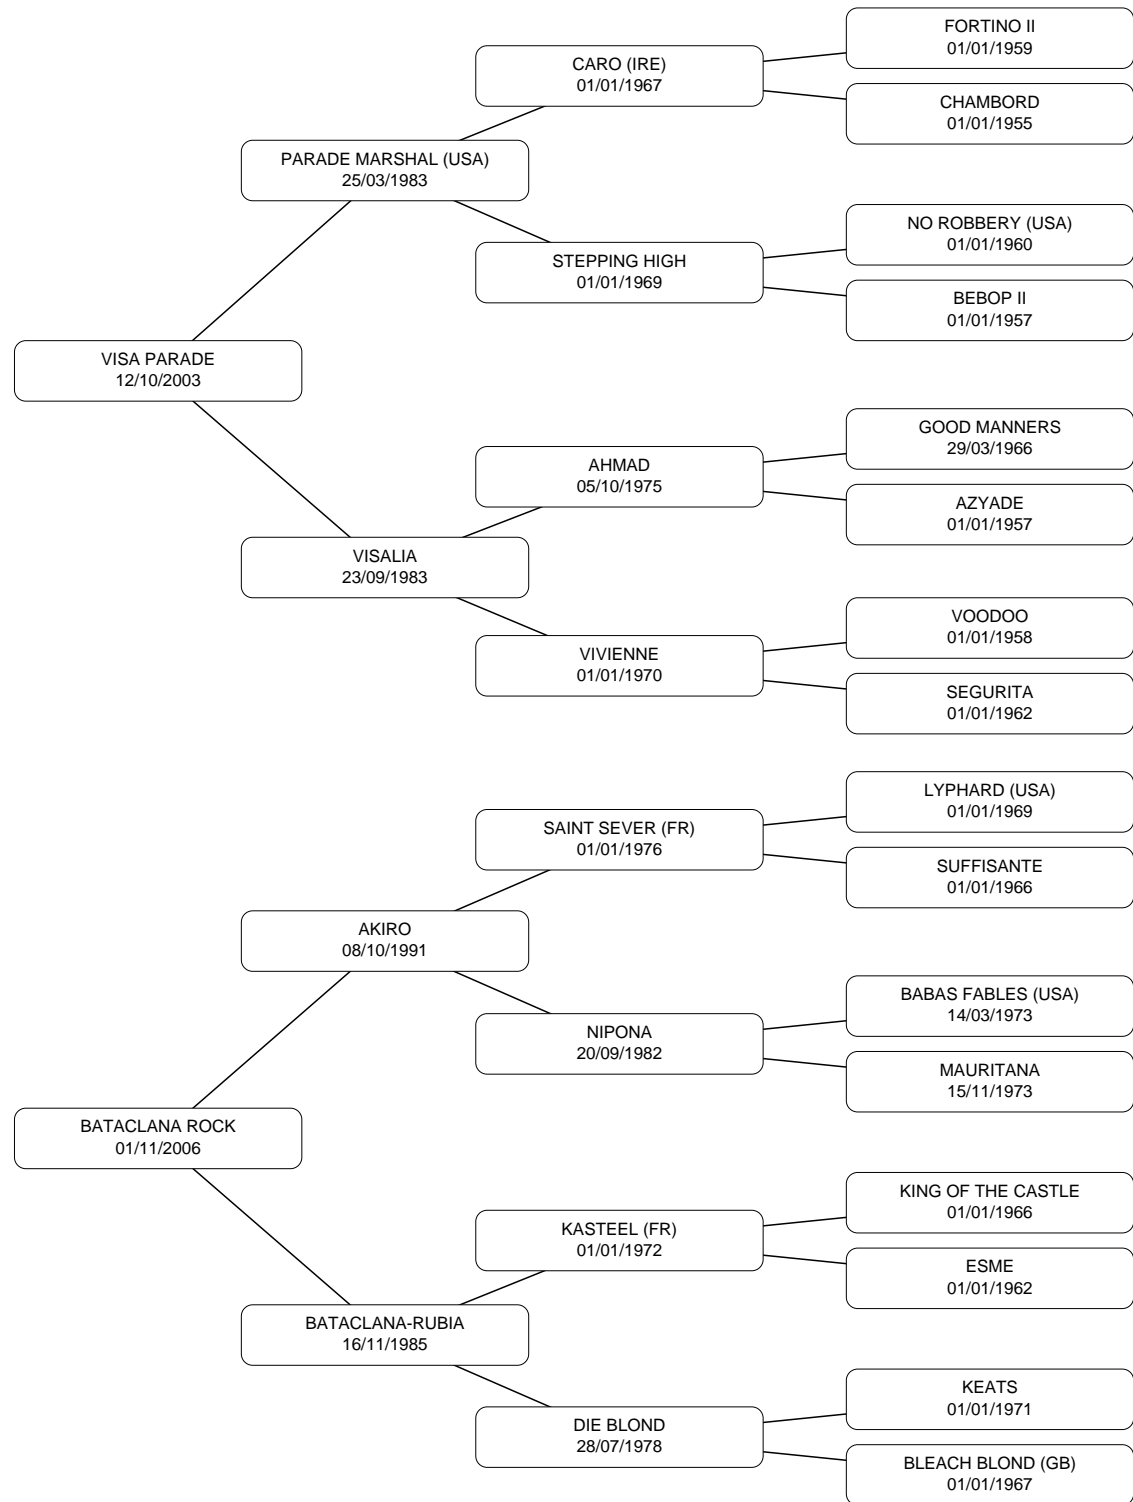 FORTINO II
01/01/1959
CARO (IRE)
01/01/1967
CHAMBORD
01/01/1955
PARADE MARSHAL (USA)
25/03/1983
NO ROBBERY (USA)
01/01/1960
STEPPING HIGH
01/01/1969
BEBOP II
01/01/1957
VISA PARADE
12/10/2003
GOOD MANNERS
29/03/1966
AHMAD
05/10/1975
AZYADE
01/01/1957
VISALIA
23/09/1983
VOODOO
01/01/1958
VIVIENNE
01/01/1970
SEGURITA
01/01/1962
LYPHARD (USA)
01/01/1969
SAINT SEVER (FR)
01/01/1976
SUFFISANTE
01/01/1966
AKIRO
08/10/1991
BABAS FABLES (USA)
14/03/1973
NIPONA
20/09/1982
MAURITANA
15/11/1973
BATACLANA ROCK
01/11/2006
KING OF THE CASTLE
01/01/1966
KASTEEL (FR)
01/01/1972
ESME
01/01/1962
BATACLANA-RUBIA
16/11/1985
KEATS
01/01/1971
DIE BLOND
28/07/1978
BLEACH BLOND (GB)
01/01/1967